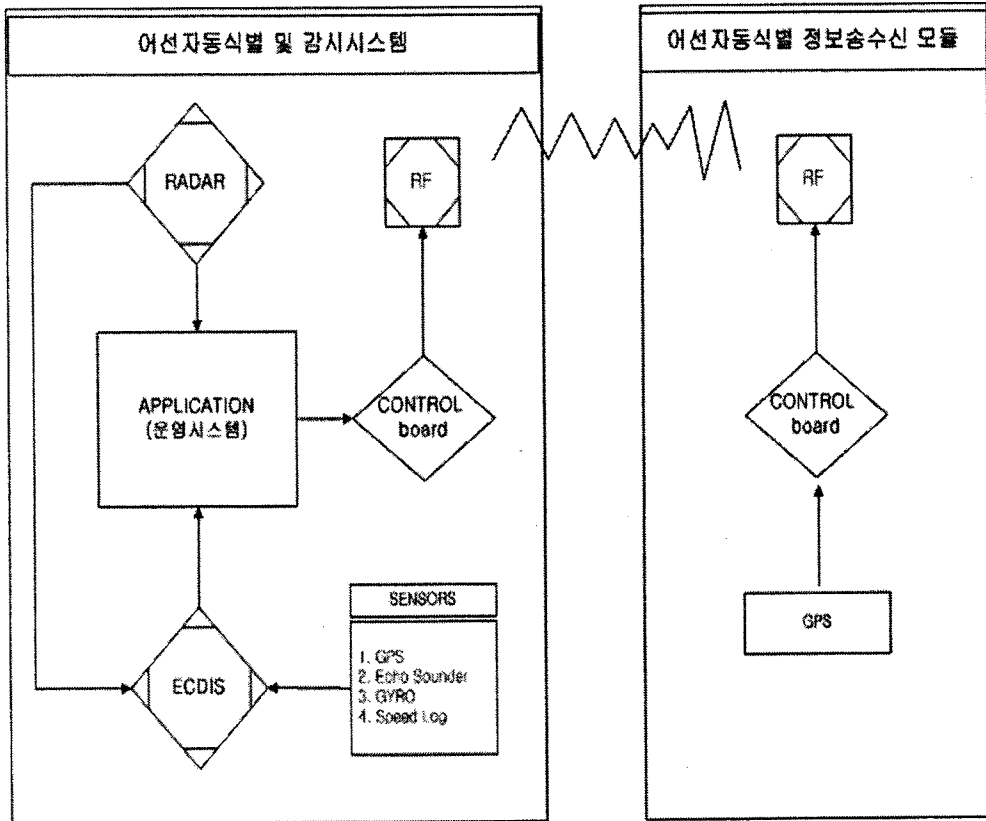 어선자동식별 및 감시시스템
RADAR
RF
APPLICATION
(운영시스템)
CONTROL
board
ECDIS
SENSORS
1. GPS
2. Echo Sounder
3. GYRO
4. Speed Log
어선자동식별 정보송수신 모듈
RF
CONTROL
board
GPS